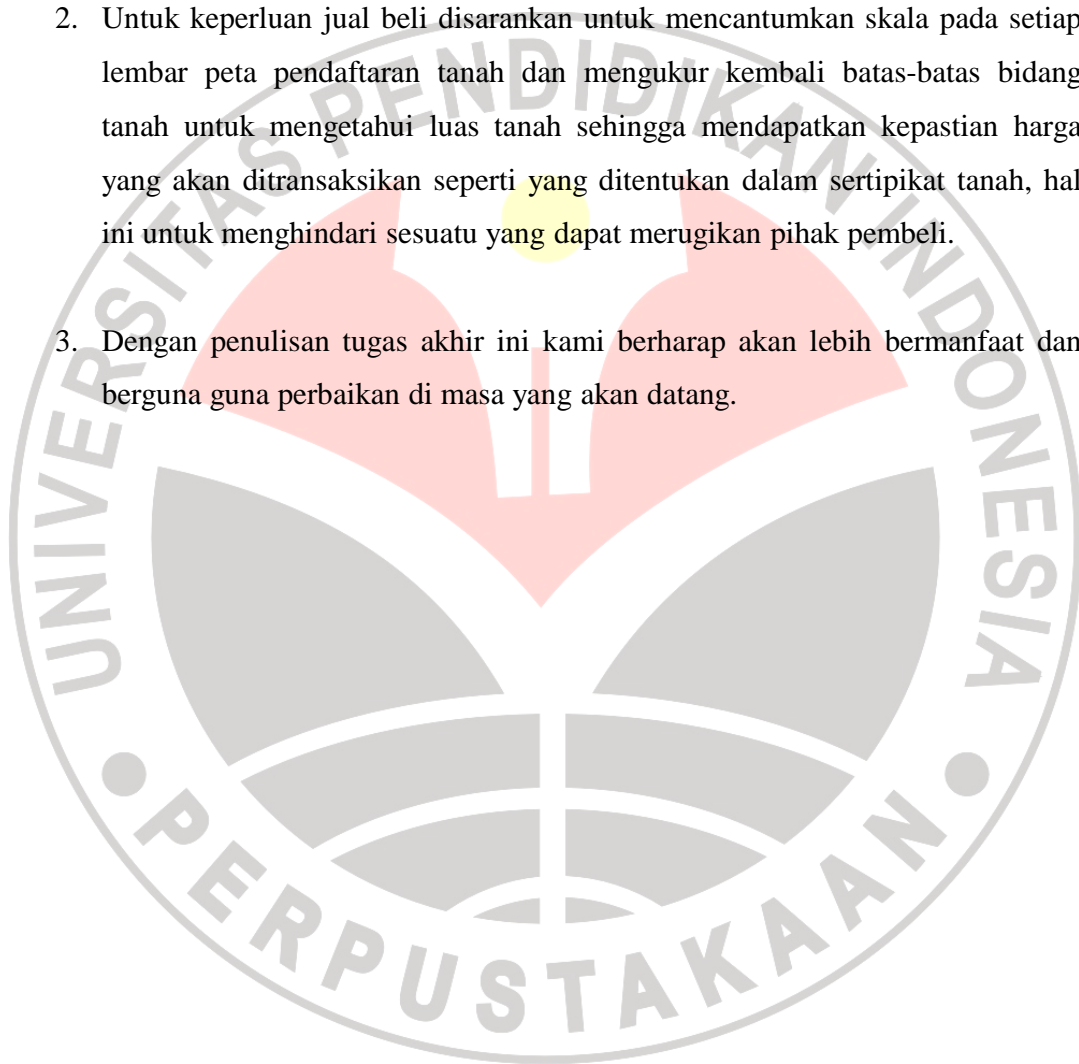 2. Untuk keperluan jual beli disarankan untuk mencantumkan skala pada setiap
lembar peta pendaftaran tanah dan mengukur kembali batas-batas bidang
tanah untuk mengetahui luas tanah sehingga mendapatkan kepastian harga
yang akan ditransaksikan seperti yang ditentukan dalam sertipikat tanah, hal
ini untuk menghindari sesuatu yang dapat merugikan pihak pembeli.
3. Dengan penulisan tugas akhir ini kami berharap akan lebih bermanfaat dan
berguna guna perbaikan di masa yang akan datang.
UNIVERSITAS PENDIDIKAN INDONESIA
PERPUSTAKAAN